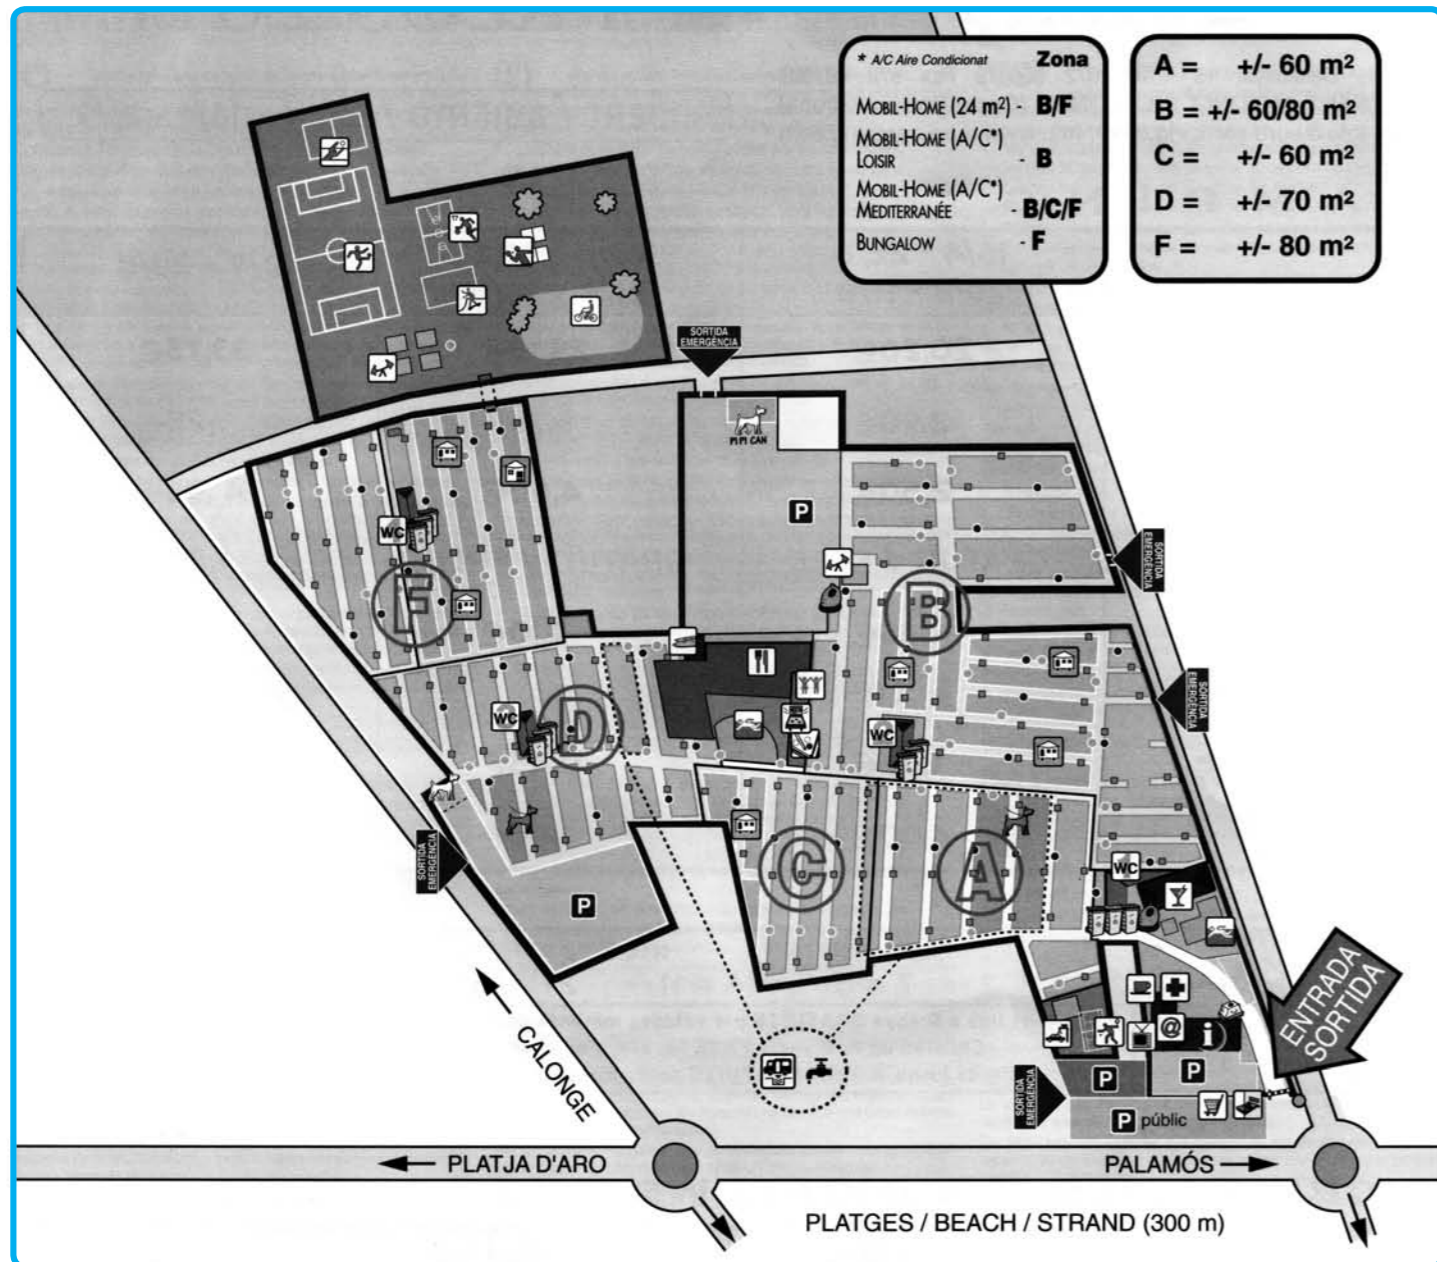 * A/C Aire Condicionat Zona
MOBIL-HOME (24 m²) - B/F
MOBIL-HOME (A/C*)
LOISIR - B
MOBIL-HOME (A/C*)
MEDITERRANÉE - B/C/F
BUNGALOW - F
A = +/- 60 m²
B = +/- 60/80 m²
C = +/- 60 m²
D = +/- 70 m²
F = +/- 80 m²
SORTIDA
EMERGÈNCIA
PI PI CAN
P
SORTIDA
EMERGÈNCIA
WC
F
B
SORTIDA
EMERGÈNCIA
WC
D
WC
C
A
SORTIDA
EMERGÈNCIA
WC
P
ENTRADA
SORTIDA
CALONGE
@
i
P
P
SORTIDA
EMERGÈNCIA
P públic
PLATJA D'ARO
PALAMÓS
PLATGES / BEACH / STRAND (300 m)